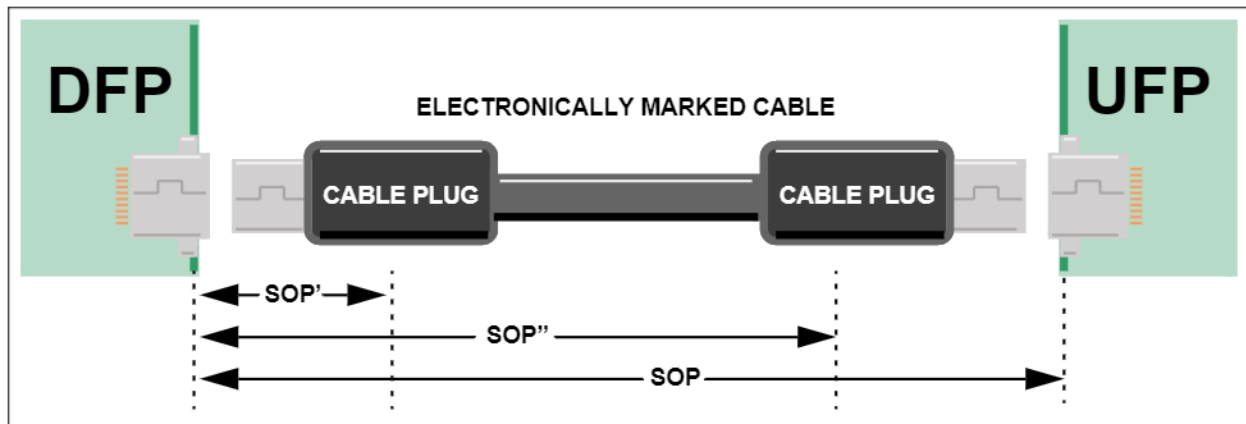 DFP
UFP
ELECTRONICALLY MARKED CABLE
CABLE PLUG
CABLE PLUG
SOP’
SOP’’
SOP